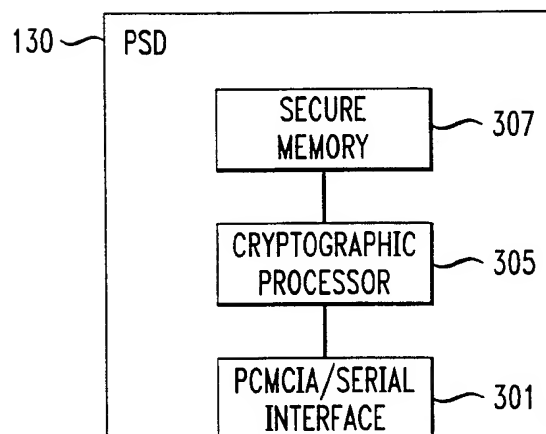 130
PSD
SECURE
MEMORY
307
CRYPTOGRAPHIC
PROCESSOR
305
PCMCIA/SERIAL
INTERFACE
301